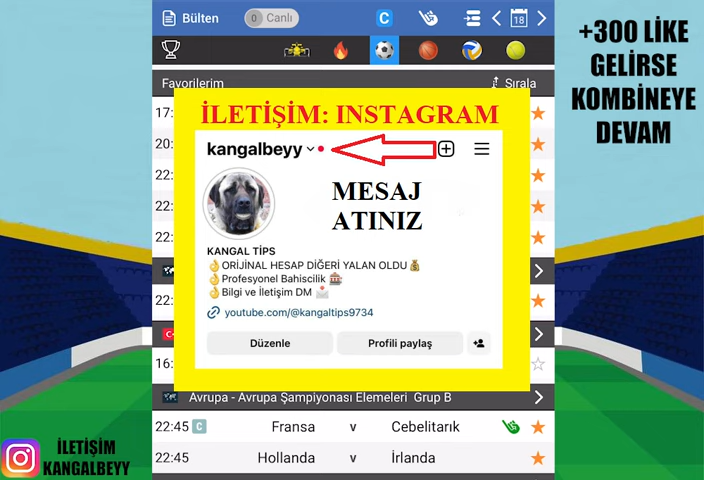 Bülten
0 Canlı
C
18
+300 LİKE
GELİRSE
KOMBİNEYE
DEVAM
Favorilerim
Sırala
17:
20:
22:
22:
22:
22:
16:
İLETİŞİM: INSTAGRAM
kangalbeyy
MESAJ
ATINIZ
KANGAL TİPS
👌ORİJİNAL HESAP DİĞERİ YALAN OLDU💰
👌Profesyonel Bahiscilik 🎰
👌Bilgi ve İletişim DM 📩
youtube.com/@kangaltips9734
Düzenle
Profili paylaş
Avrupa - Avrupa Şampiyonası Elemeleri Grup B
22:45 C Fransa v Cebelitarık
22:45 Hollanda v İrlanda
İLETİŞİM
KANGALBEYY